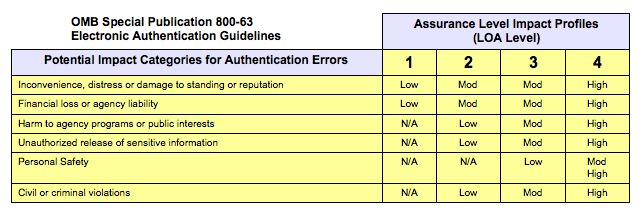 OMB Special Publication 800-63
Electronic Authentication Guidelines
Assurance Level Impact Profiles
(LOA Level)
Potential Impact Categories for Authentication Errors 1 2 3 4
Inconvenience, distress or damage to standing or reputation Low Mod Mod High
Financial loss or agency liability Low Mod Mod High
Harm to agency programs or public interests N/A Low Mod High
Unauthorized release of sensitive information N/A Low Mod High
Personal Safety N/A N/A Low Mod
High
Civil or criminal violations N/A Low Mod High